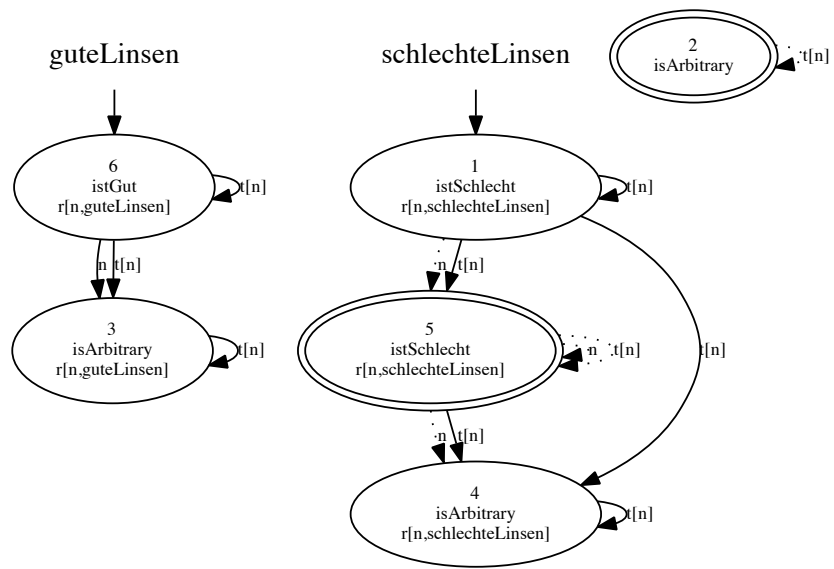 guteLinsen
schlechteLinsen
2
isArbitrary
t[n]
6
istGut
r[n,guteLinsen]
t[n]
1
istSchlecht
r[n,schlechteLinsen]
t[n]
n
t[n]
n
t[n]
3
isArbitrary
r[n,guteLinsen]
t[n]
5
istSchlecht
r[n,schlechteLinsen]
n
t[n]
t[n]
n
t[n]
4
isArbitrary
r[n,schlechteLinsen]
t[n]